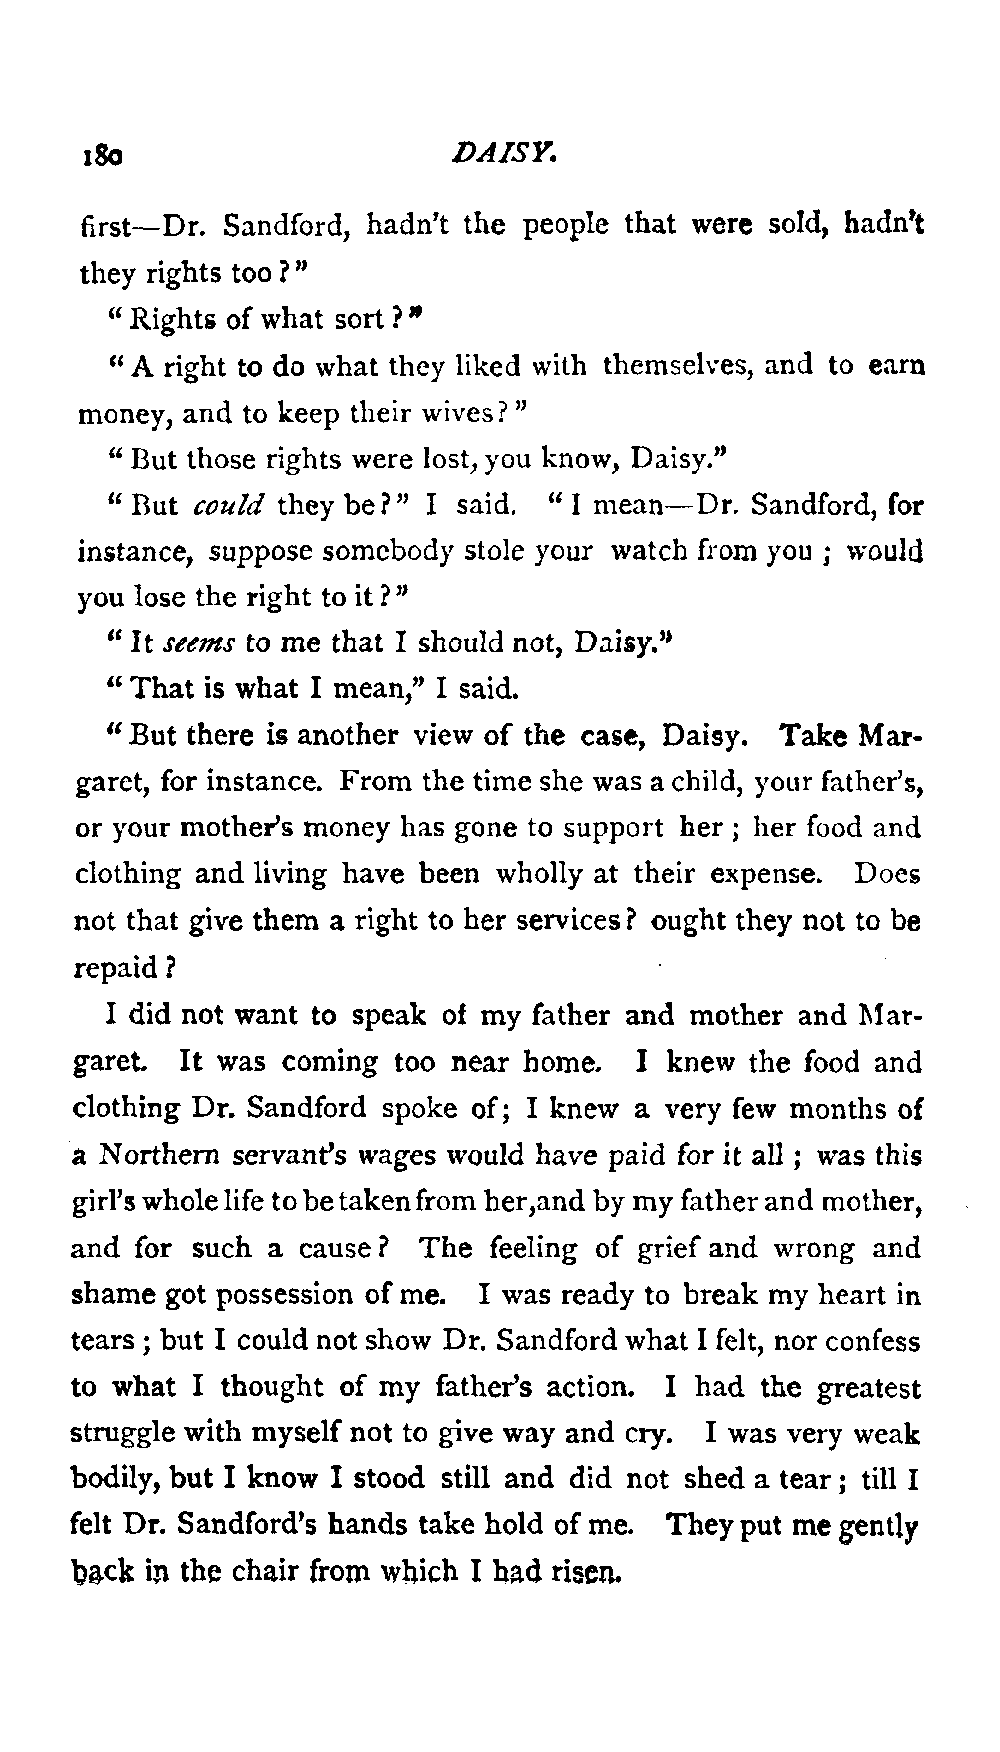 180 DAISY.
first—Dr. Sandford, hadn't the people that were sold, hadn't
they rights too?"
"Rights of what sort?"
"A right to do what they liked with themselves, and to earn
money, and to keep their wives?"
"But those rights were lost, you know, Daisy."
"But could they be?" I said. "I mean—Dr. Sandford, for
instance, suppose somebody stole your watch from you; would
you lose the right to it?"
"It seems to me that I should not, Daisy."
"That is what I mean," I said.
"But there is another view of the case, Daisy. Take Mar-
garet, for instance. From the time she was a child, your father's,
or your mother's money has gone to support her; her food and
clothing and living have been wholly at their expense. Does
not that give them a right to her services? ought they not to be
repaid?
I did not want to speak of my father and mother and Mar-
garet. It was coming too near home. I knew the food and
clothing Dr. Sandford spoke of; I knew a very few months of
a Northern servant's wages would have paid for it all; was this
girl's whole life to be taken from her, and by my father and mother,
and for such a cause? The feeling of grief and wrong and
shame got possession of me. I was ready to break my heart in
tears; but I could not show Dr. Sandford what I felt, nor confess
to what I thought of my father's action. I had the greatest
struggle with myself not to give way and cry. I was very weak
bodily, but I know I stood still and did not shed a tear; till I
felt Dr. Sandford's hands take hold of me. They put me gently
back in the chair from which I had risen.